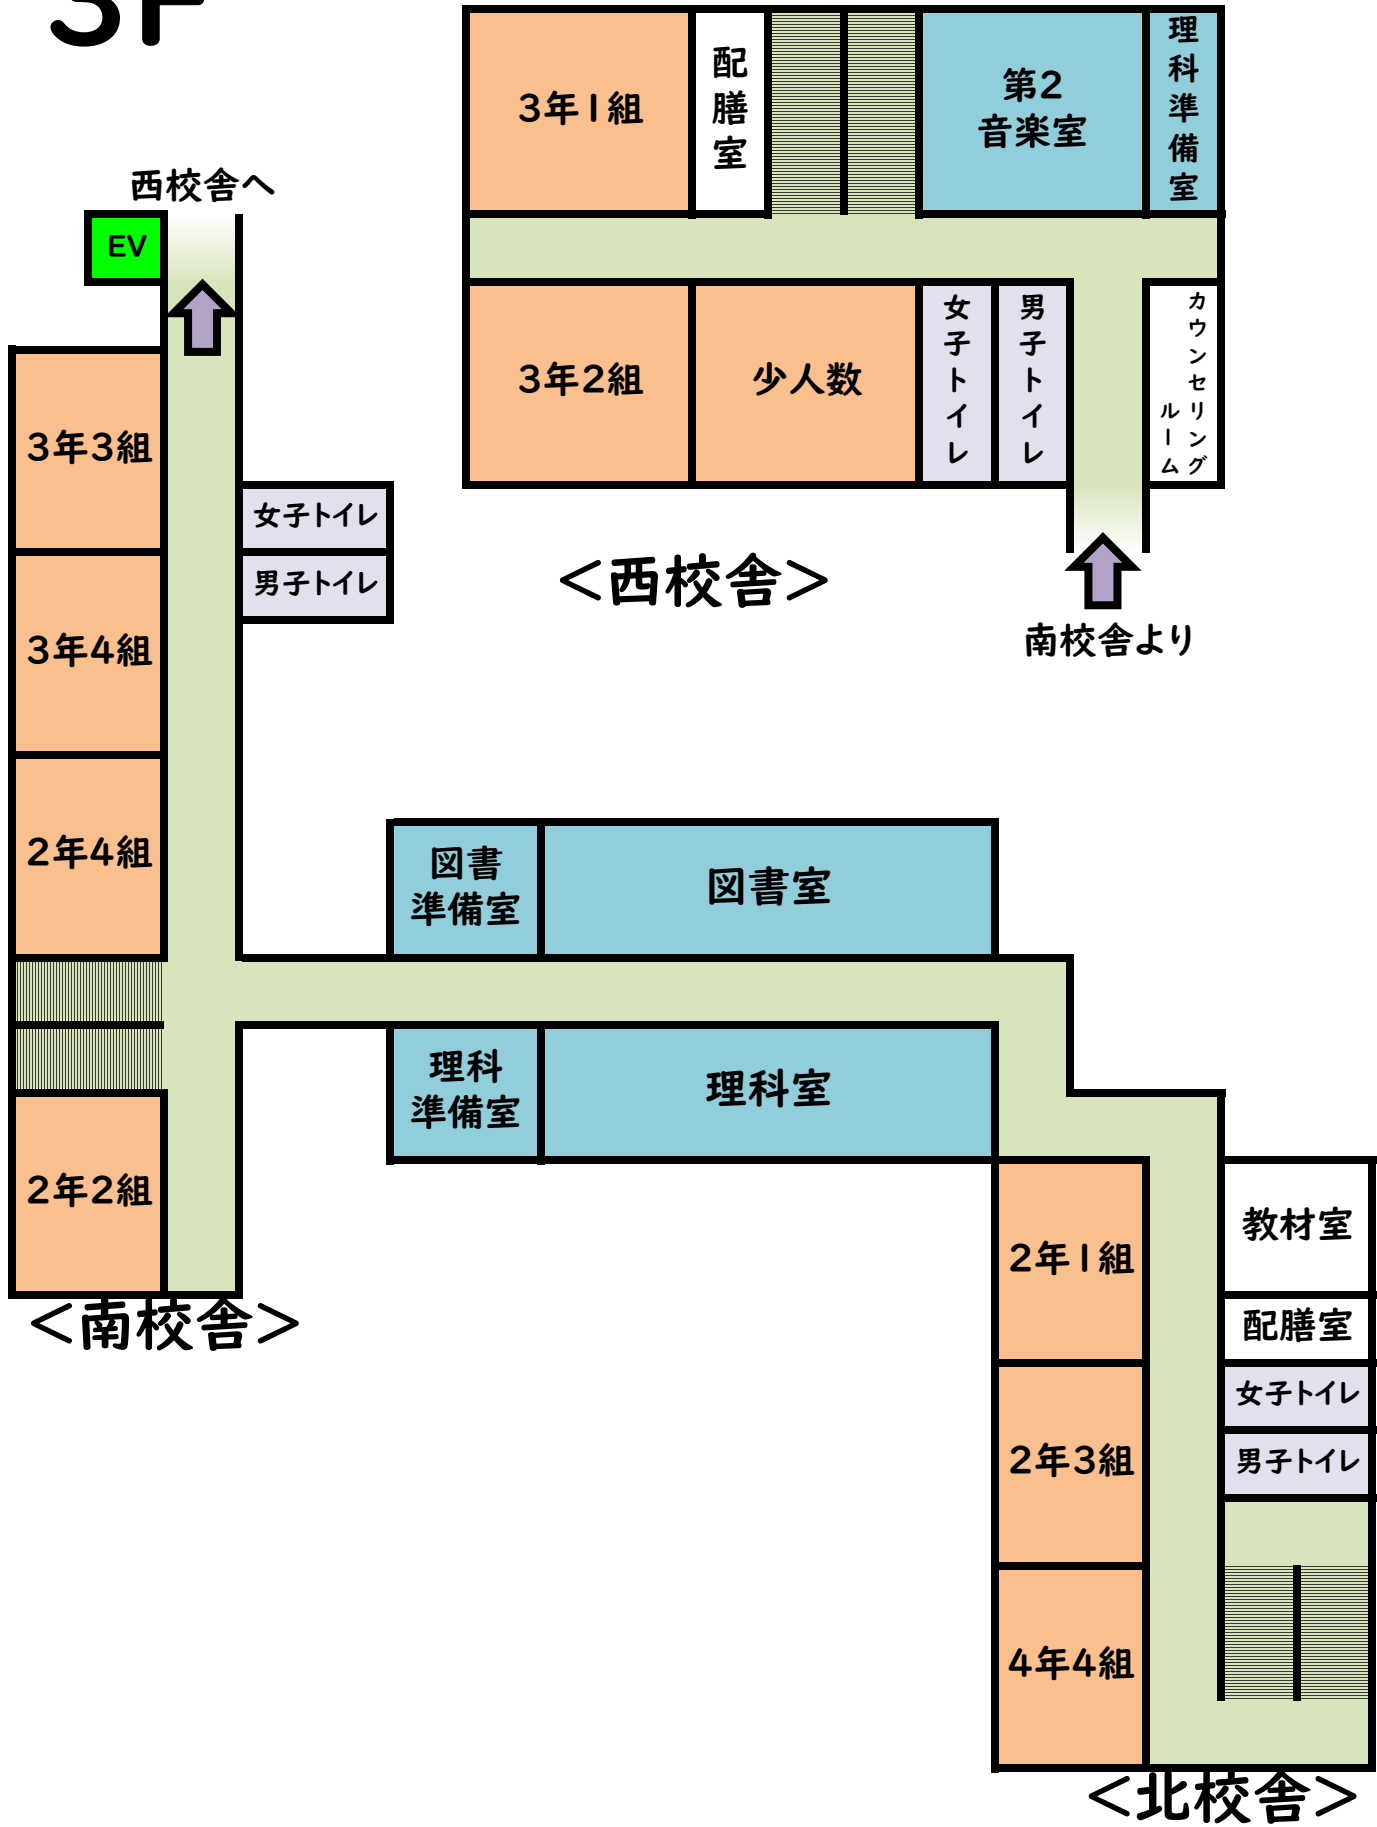 3F
3年1組
配膳室
第2
音楽室
理科準備室
西校舎へ
EV
3年2組
少人数
女子トイレ
男子トイレ
カウンセリング
ルーム
3年3組
女子トイレ
男子トイレ
<西校舎>
南校舎より
3年4組
2年4組
図書
準備室
図書室
理科
準備室
理科室
2年2組
<南校舎>
2年1組
教材室
配膳室
女子トイレ
男子トイレ
2年3組
4年4組
<北校舎>